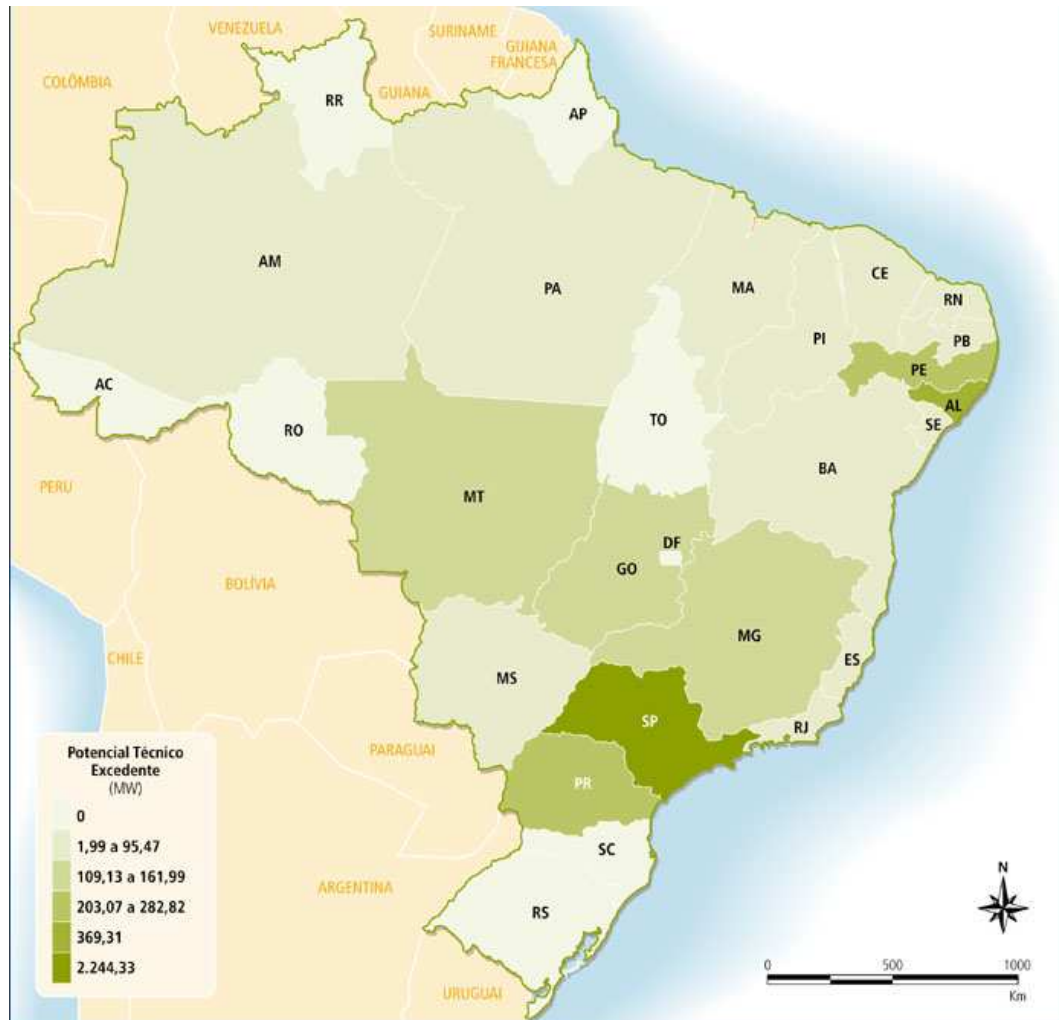 VENEZUELA
SURINAME
GUIANA
FRANCESA
COLÔMBIA
GUIANA
RR
AP
AM
PA
MA
CE
RN
PI
PB
PE
AC
AL
TO
SE
RO
BA
PERU
MT
DF
GO
BOLÍVIA
MG
CHILE
ES
MS
SP
RJ
PARAGUAI
PR
SC
ARGENTINA
RS
URUGUAI
Potencial Técnico
Excedente
(MW)
0
1,99 a 95,47
109,13 a 161,99
203,07 a 282,82
369,31
2.244,33
N
0 500 1000
Km